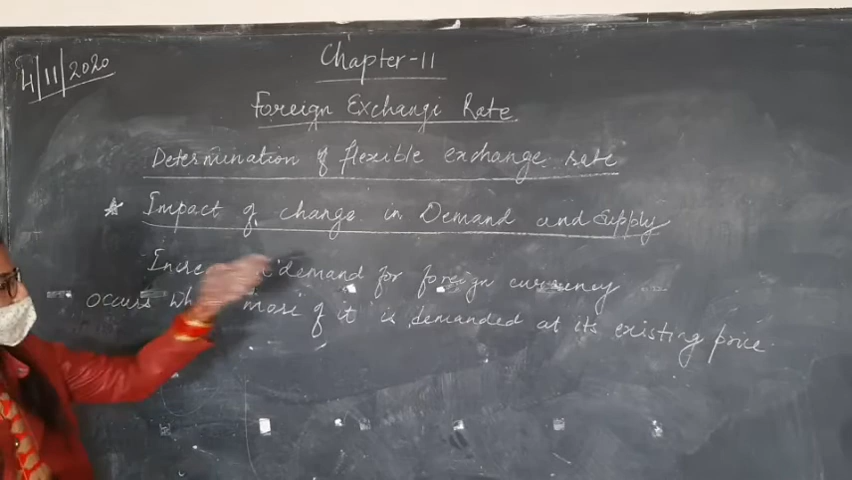 4/11/2020
Chapter-11
Foreign Exchange Rate
Determination of flexible exchange rate
* Impact of change in Demand and Supply
demand for foreign currency
occurs more of it is demanded at its existing price